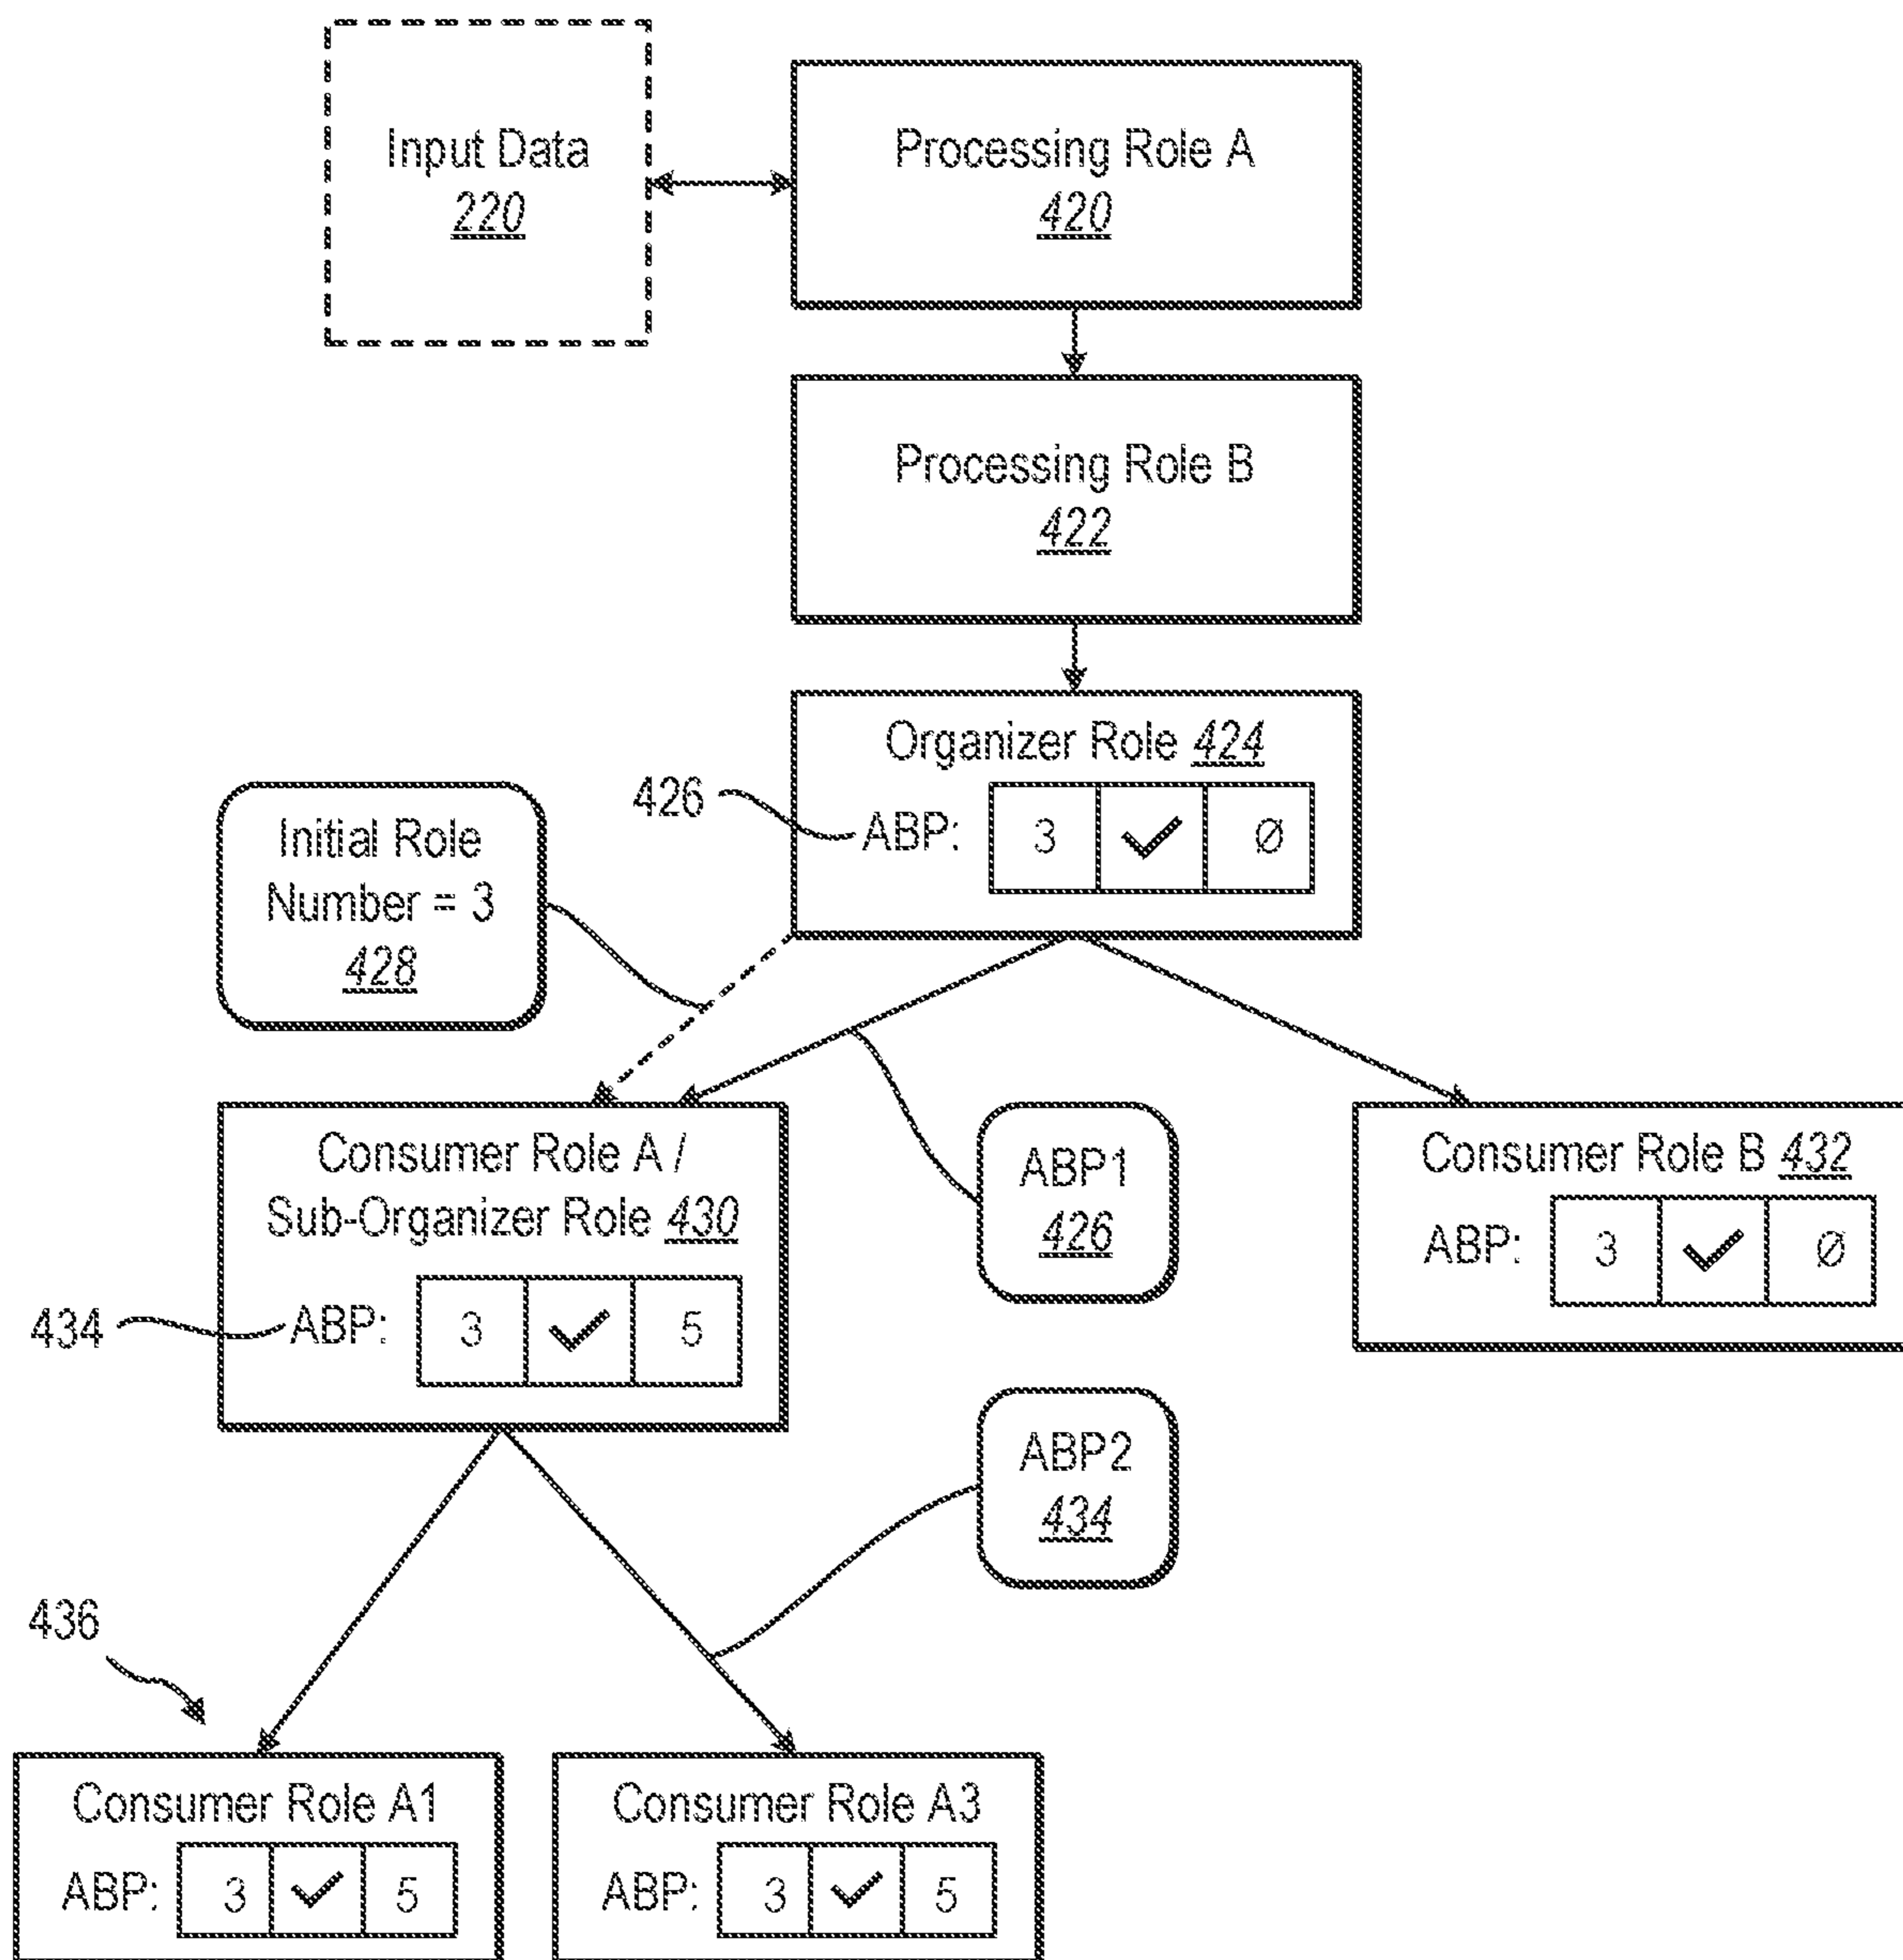 Input Data
220
Processing Role A
420
Processing Role B
422
Organizer Role 424
426
ABP: 3 ✓ Ø
Initial Role
Number = 3
428
Consumer Role A /
Sub-Organizer Role 430
434
ABP: 3 ✓ 5
ABP1
426
Consumer Role B 432
ABP: 3 ✓ Ø
ABP2
434
436
Consumer Role A1
ABP: 3 ✓ 5
Consumer Role A3
ABP: 3 ✓ 5